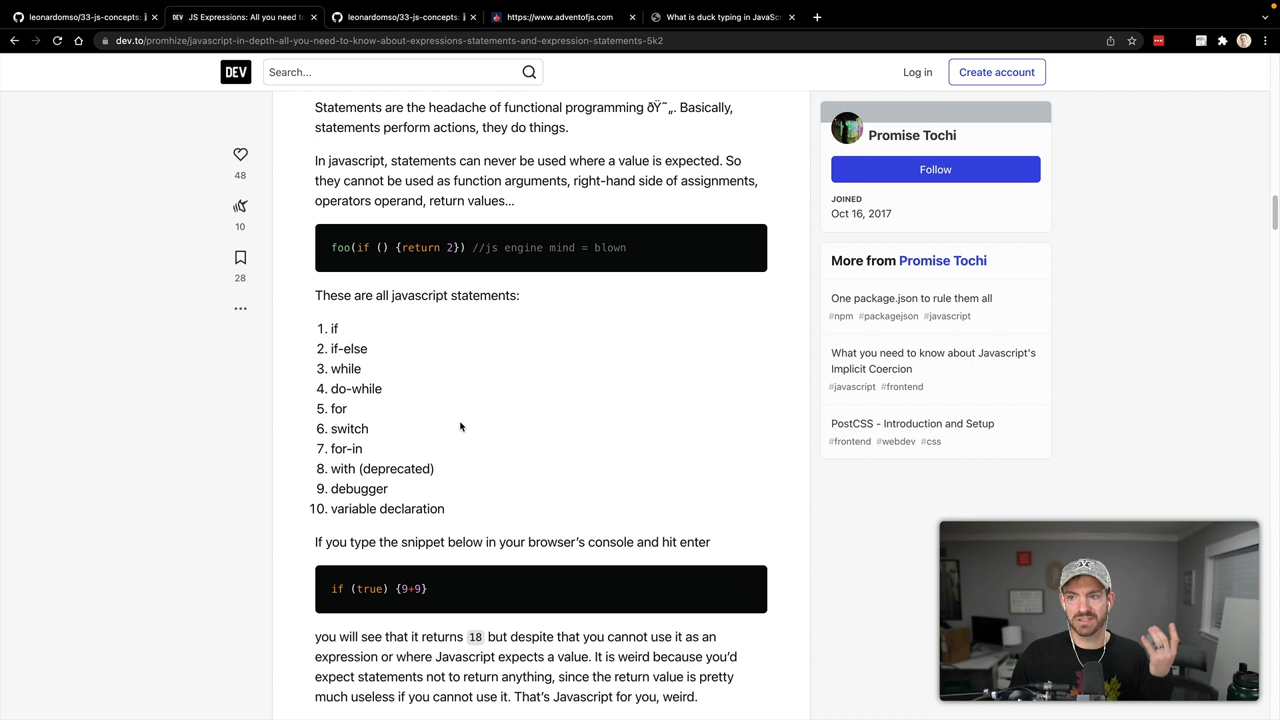 leonardomso/33-js-concepts:
JS Expressions: All you need to
leonardomso/33-js-concepts:
https://www.adventofjs.com
What is duck typing in JavaScr
dev.to/promhize/javascript-in-depth-all-you-need-to-know-about-expressions-statements-and-expression-statements-5k2
DEV
Search...
Log in
Create account
Statements are the headache of functional programming ðŸ˜„. Basically,
statements perform actions, they do things.
In javascript, statements can never be used where a value is expected. So
they cannot be used as function arguments, right-hand side of assignments,
operators operand, return values…
foo(if () {return 2}) //js engine mind = blown
These are all javascript statements:
1. if
2. if-else
3. while
4. do-while
5. for
6. switch
7. for-in
8. with (deprecated)
9. debugger
10. variable declaration
If you type the snippet below in your browser’s console and hit enter
if (true) {9+9}
you will see that it returns 18 but despite that you cannot use it as an
expression or where Javascript expects a value. It is weird because you’d
expect statements not to return anything, since the return value is pretty
much useless if you cannot use it. That’s Javascript for you, weird.
48
10
28
Promise Tochi
Follow
JOINED
Oct 16, 2017
More from Promise Tochi
One package.json to rule them all
#npm #packagejson #javascript
What you need to know about Javascript's
Implicit Coercion
#javascript #frontend
PostCSS - Introduction and Setup
#frontend #webdev #css